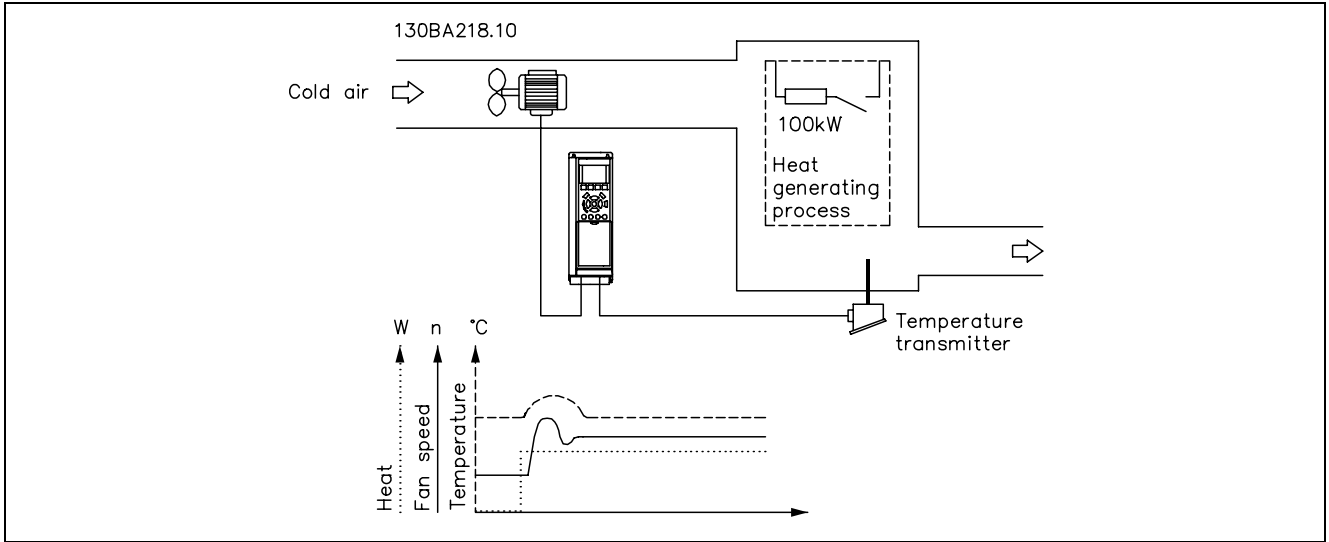 130BA218.10
Cold air
100kW
Heat
generating
process
Temperature
transmitter
W n °C
Heat
Fan speed
Temperature